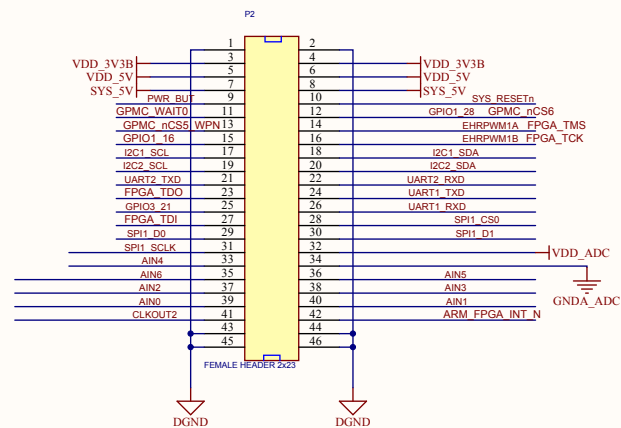 P2
1 2
VDD_3V3B 3 4 VDD_3V3B
VDD_5V 5 6 VDD_5V
SYS_5V 7 8 SYS_5V
PWR_BUT 9 10 SYS_RESETn
GPMC_WAIT0 11 12 GPIO1_28 GPMC_nCS6
GPMC_nCS5_WPN 13 14 EHRPWM1A FPGA_TMS
GPIO1_16 15 16 EHRPWM1B FPGA_TCK
I2C1_SCL 17 18 I2C1_SDA
I2C2_SCL 19 20 I2C2_SDA
UART2_TXD 21 22 UART2_RXD
FPGA_TDO 23 24 UART1_TXD
GPIO3_21 25 26 UART1_RXD
FPGA_TDI 27 28 SPI1_CS0
SPI1_D0 29 30 SPI1_D1
SPI1_SCLK 31 32 VDD_ADC
AIN4 33 34 GNDA_ADC
AIN6 35 36 AIN5
AIN2 37 38 AIN3
AIN0 39 40 AIN1
CLKOUT2 41 42 ARM_FPGA_INT_N
43 44
45 46
FEMALE HEADER 2x23
DGND DGND